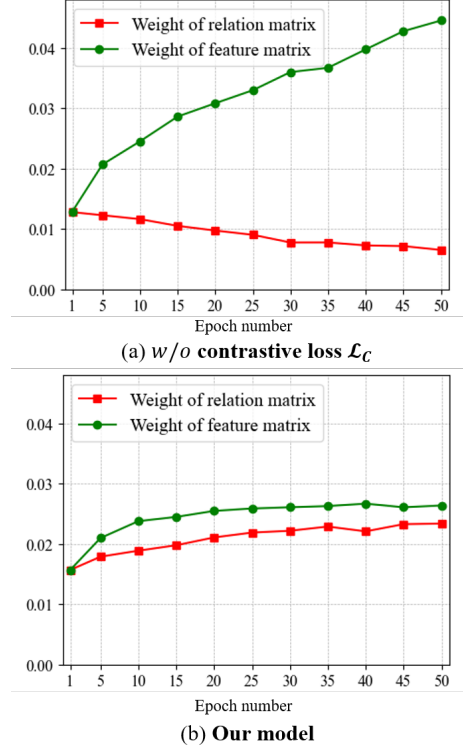 Weight of relation matrix
Weight of feature matrix
0.04
0.03
0.02
0.01
0.00
1 5 10 15 20 25 30 35 40 45 50
Epoch number
(a) w/o contrastive loss ℒ_C
Weight of relation matrix
Weight of feature matrix
0.04
0.03
0.02
0.01
0.00
1 5 10 15 20 25 30 35 40 45 50
Epoch number
(b) Our model